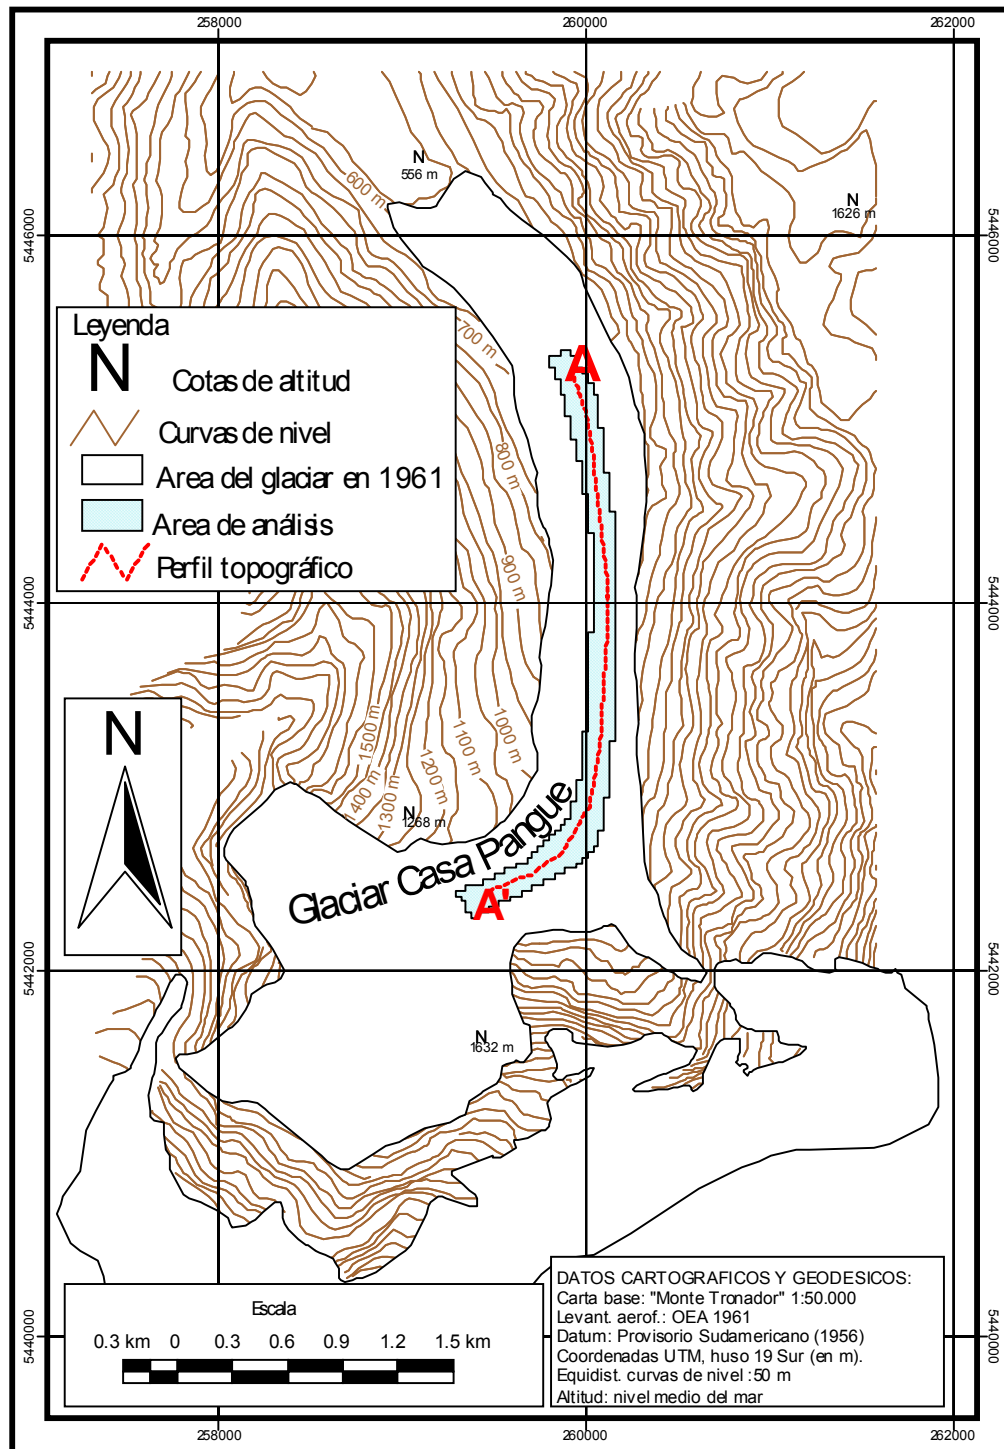 258000
260000
262000
N
556 m
600 m
N
1626 m
5446000
5446000
Leyenda
N Cotas de altitud
Curvas de nivel
Area del glaciar en 1961
Area de análisis
Perfil topográfico
700 m
A
800 m
900 m
5444000
5444000
N
1500 m
1400 m
1300 m
1200 m
1100 m
1000 m
N
1268 m
Glaciar Casa Pangue
A'
5442000
5442000
N
1632 m
Escala
0.3 km 0 0.3 0.6 0.9 1.2 1.5 km
DATOS CARTOGRAFICOS Y GEODESICOS:
Carta base: "Monte Tronador" 1:50.000
Levant. aerof.: OEA 1961
Datum: Provisorio Sudamericano (1956)
Coordenadas UTM, huso 19 Sur (en m).
Equidist. curvas de nivel :50 m
Altitud: nivel medio del mar
5440000
5440000
258000
260000
262000